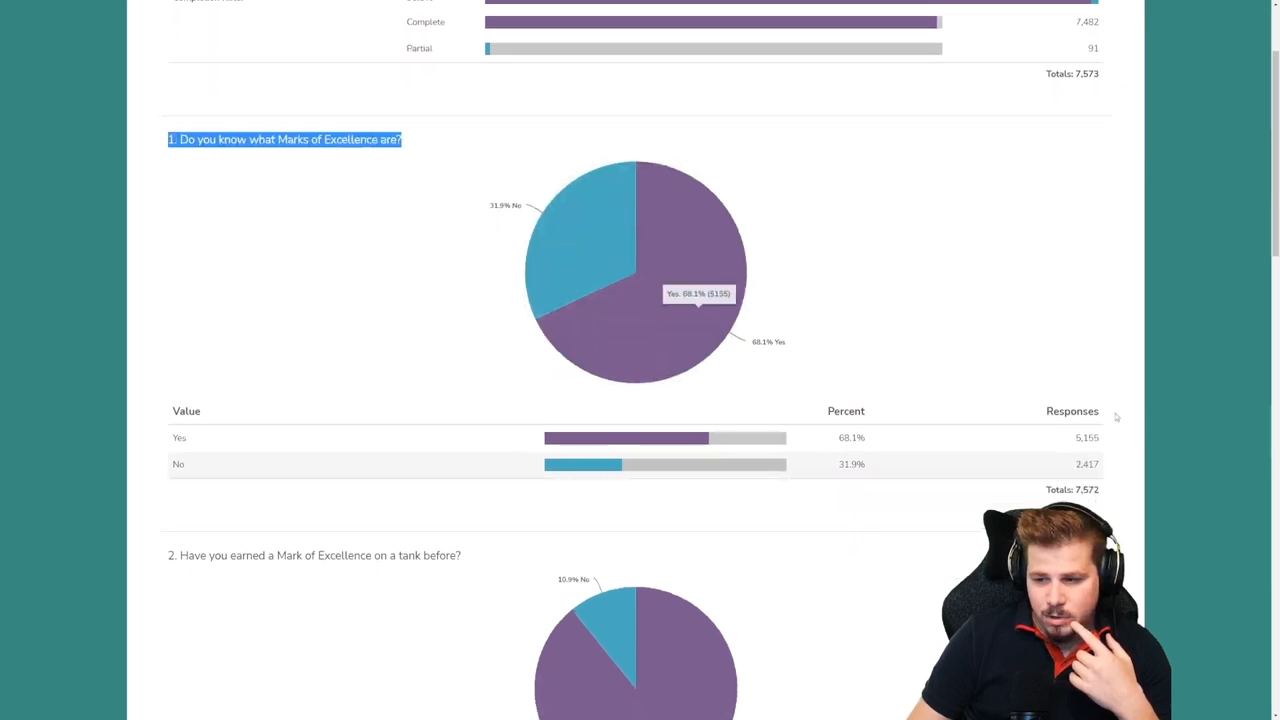 Complete 7,482
Partial 91
Totals: 7,573
1. Do you know what Marks of Excellence are?
31.9% No
Yes. 68.1% (5155)
68.1% Yes
Value Percent Responses
Yes 68.1% 5,155
No 31.9% 2,417
Totals: 7,572
2. Have you earned a Mark of Excellence on a tank before?
10.9% No